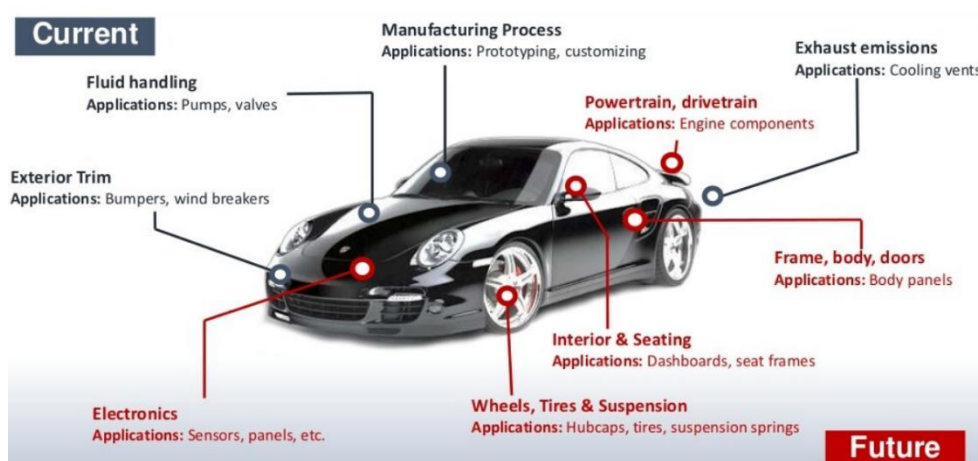 Current
Manufacturing Process
Applications: Prototyping, customizing
Exhaust emissions
Applications: Cooling vents
Fluid handling
Applications: Pumps, valves
Powertrain, drivetrain
Applications: Engine components
Exterior Trim
Applications: Bumpers, wind breakers
Frame, body, doors
Applications: Body panels
Interior & Seating
Applications: Dashboards, seat frames
Electronics
Applications: Sensors, panels, etc.
Wheels, Tires & Suspension
Applications: Hubcaps, tires, suspension springs
Future